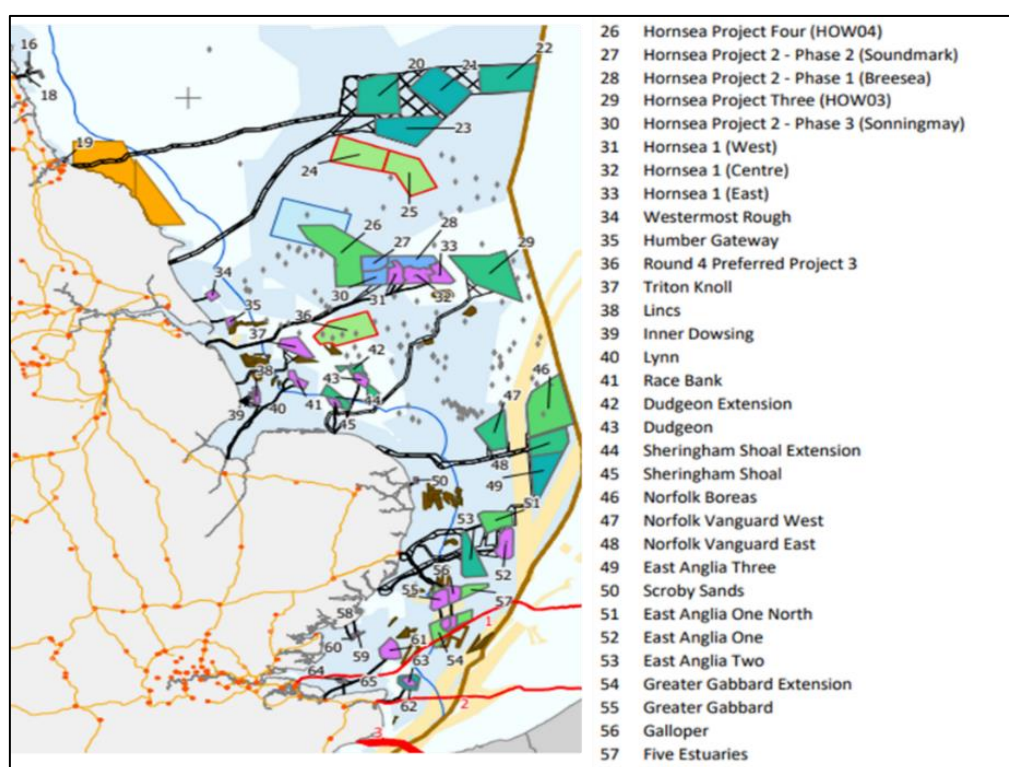 16
18
20
21
22
23
19
24
25
26
27
28
33
29
34
35
30
31
32
36
37
42
38
43
39
40
41
44
45
46
47
48
49
50
51
53
52
56
55
57
58
1
60
59
61
54
63
64
65
62
2
3
26 Hornsea Project Four (HOW04)
27 Hornsea Project 2 - Phase 2 (Soundmark)
28 Hornsea Project 2 - Phase 1 (Breesea)
29 Hornsea Project Three (HOW03)
30 Hornsea Project 2 - Phase 3 (Sonningmay)
31 Hornsea 1 (West)
32 Hornsea 1 (Centre)
33 Hornsea 1 (East)
34 Westermost Rough
35 Humber Gateway
36 Round 4 Preferred Project 3
37 Triton Knoll
38 Lincs
39 Inner Dowsing
40 Lynn
41 Race Bank
42 Dudgeon Extension
43 Dudgeon
44 Sheringham Shoal Extension
45 Sheringham Shoal
46 Norfolk Boreas
47 Norfolk Vanguard West
48 Norfolk Vanguard East
49 East Anglia Three
50 Scroby Sands
51 East Anglia One North
52 East Anglia One
53 East Anglia Two
54 Greater Gabbard Extension
55 Greater Gabbard
56 Galloper
57 Five Estuaries